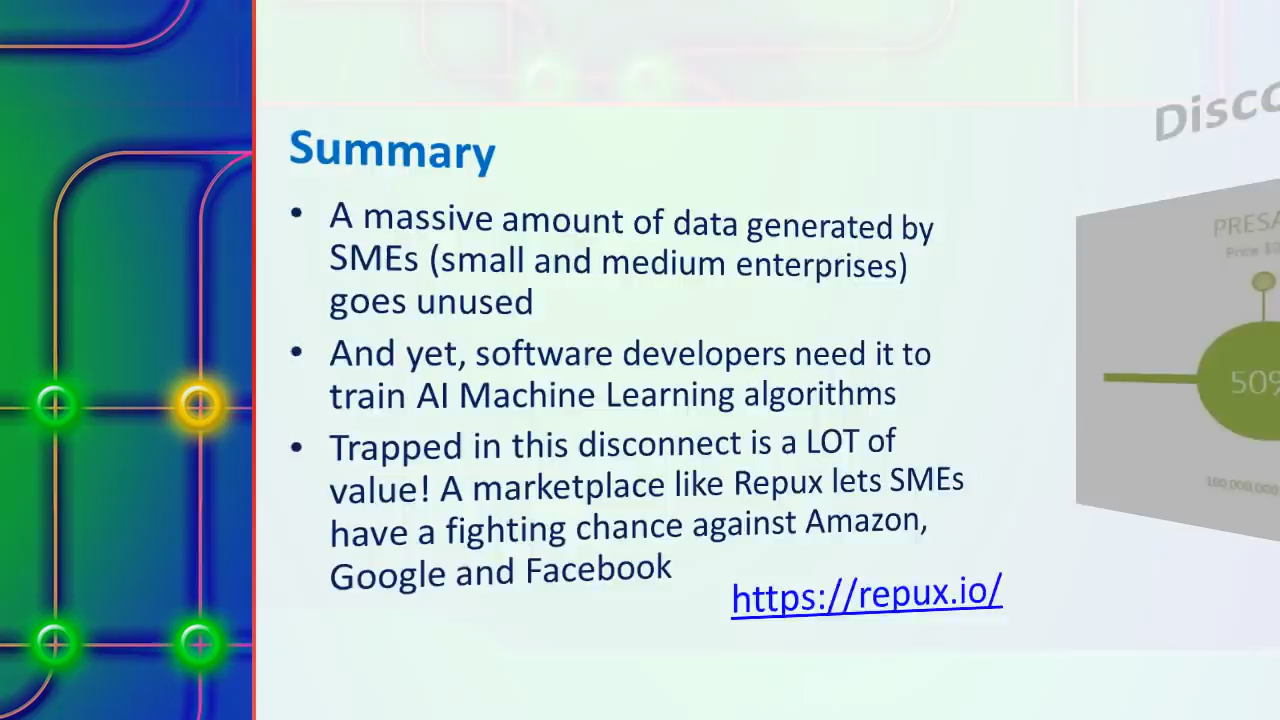 Summary
• A massive amount of data generated by
SMEs (small and medium enterprises)
goes unused
• And yet, software developers need it to
train AI Machine Learning algorithms
• Trapped in this disconnect is a LOT of
value! A marketplace like Repux lets SMEs
have a fighting chance against Amazon,
Google and Facebook
https://repux.io/
50%